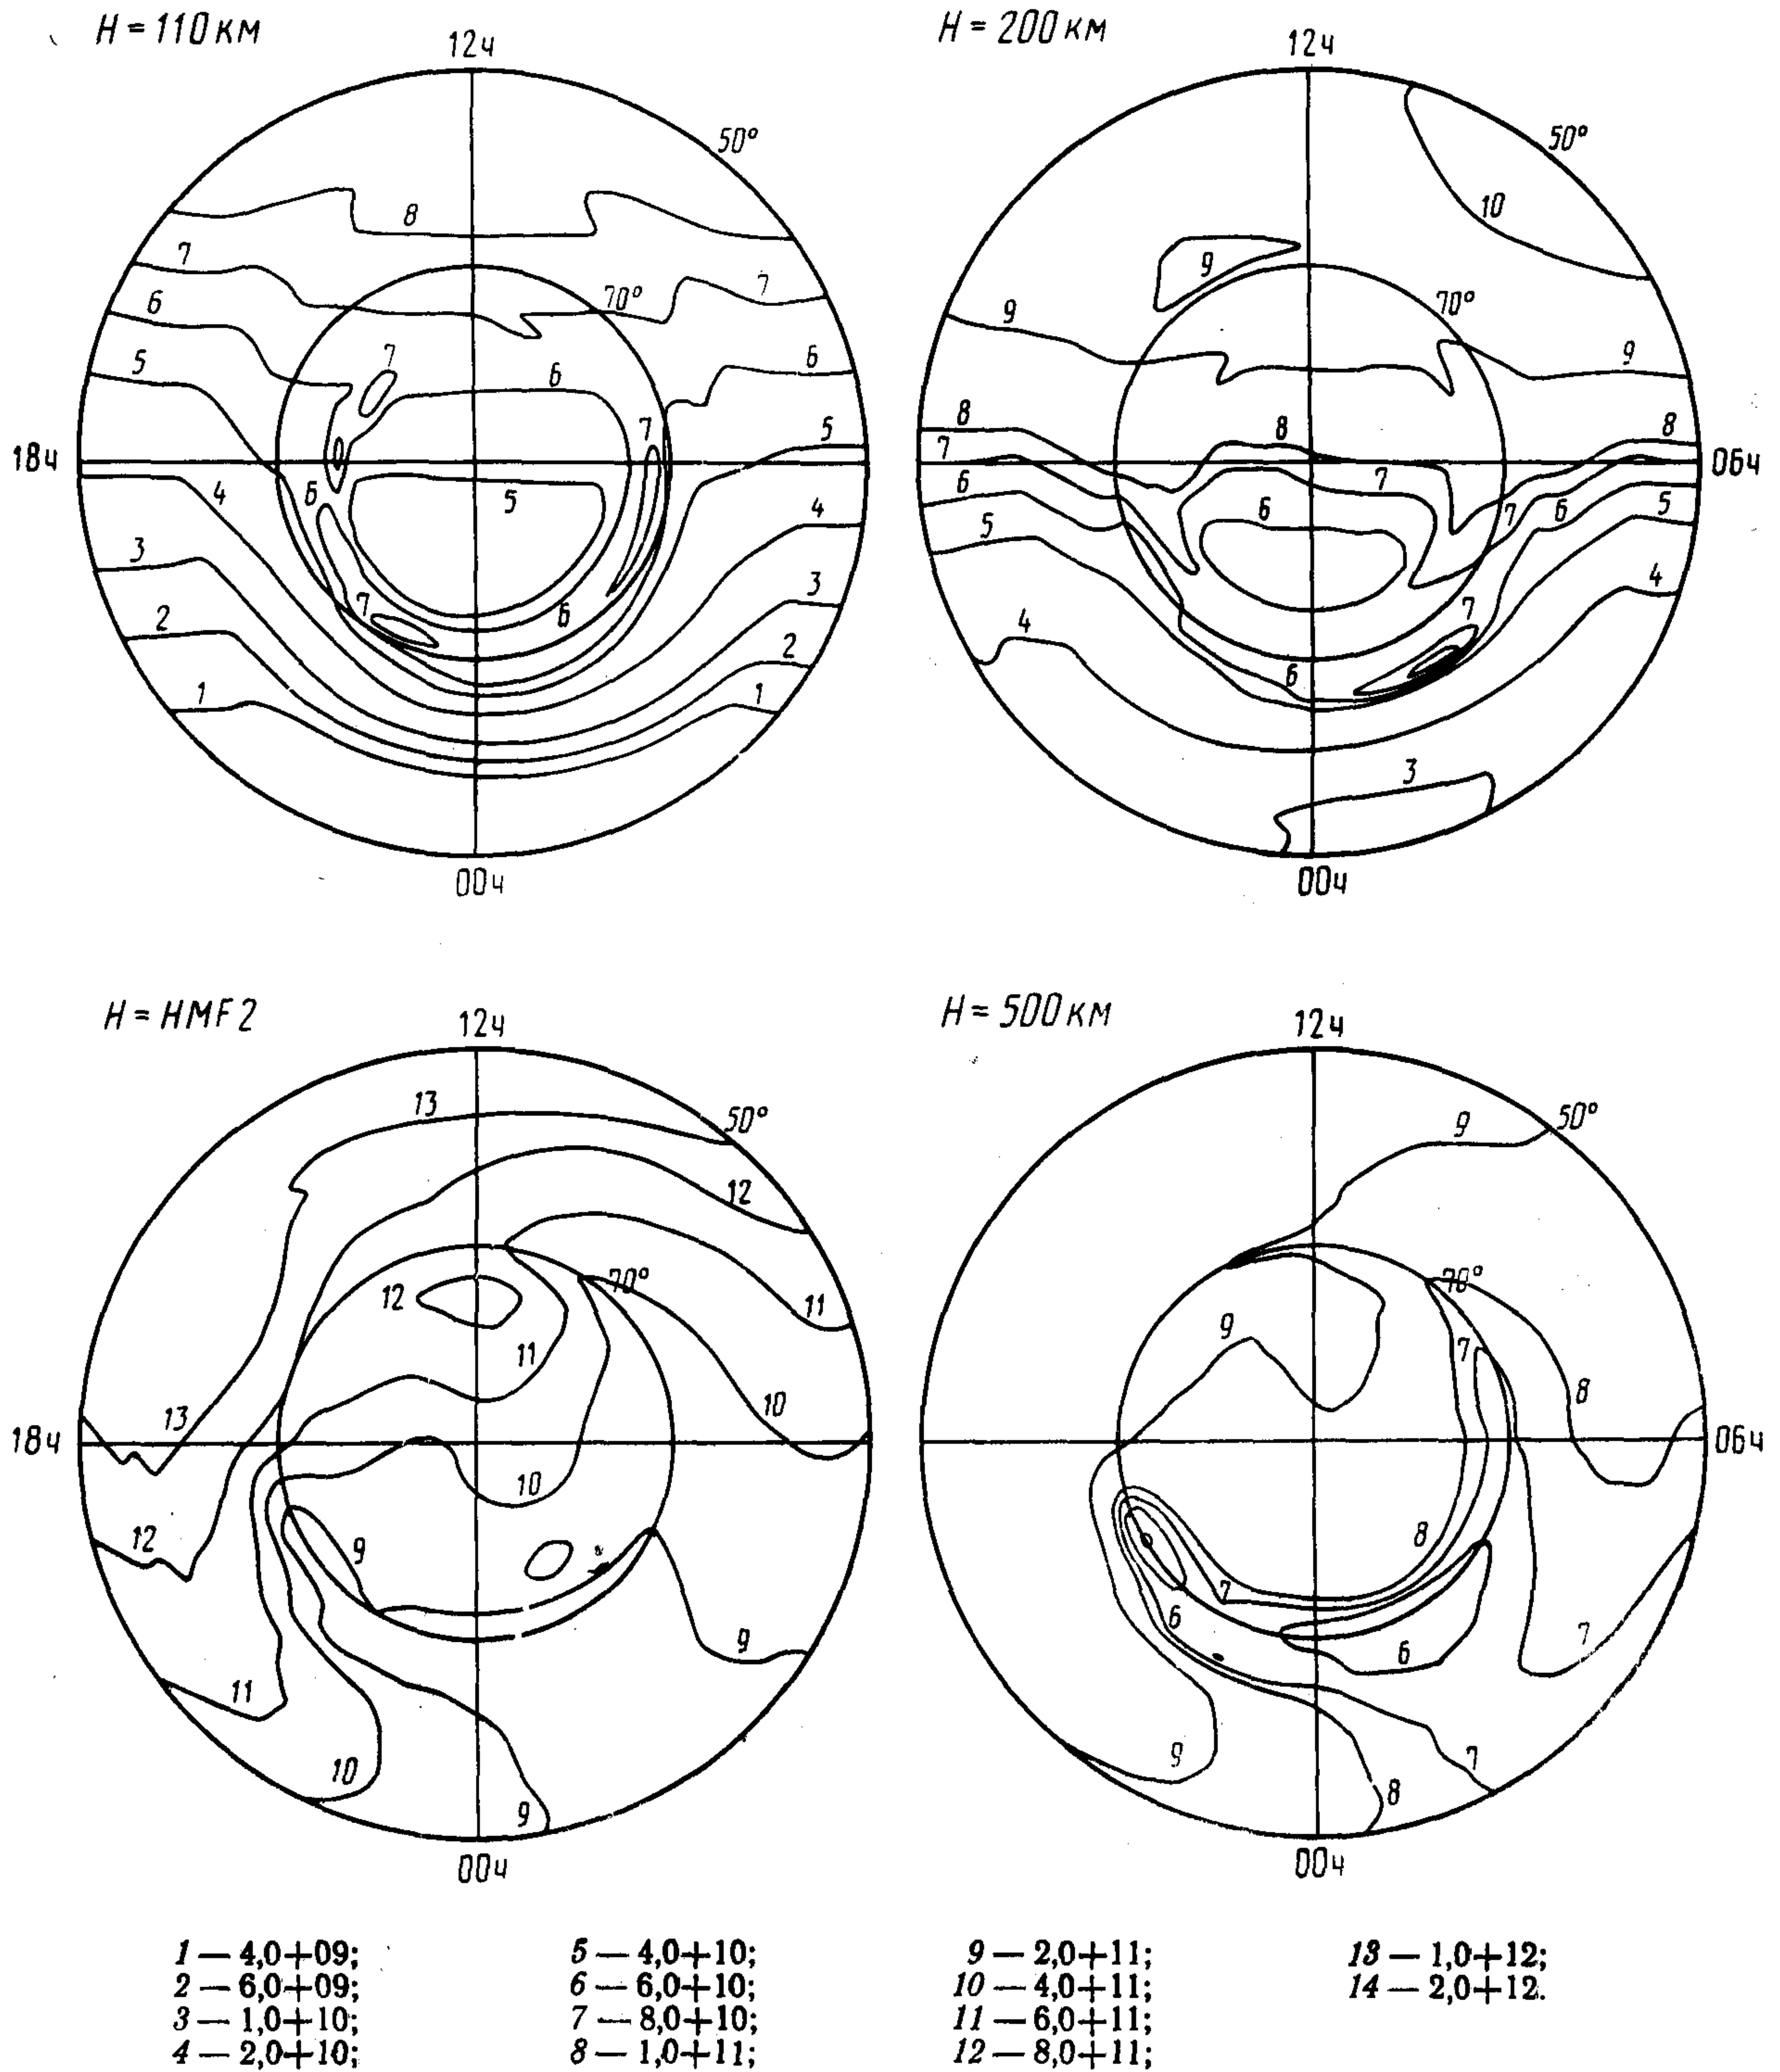 H = 110 км
H = 200 км
12ч
12ч
50°
50°
8
10
7
9
7
6
70°
70°
9
5
7
6
6
9
8
8
8
7
5
7
18ч
06ч
4
6
5
7
6
7
6
5
6
5
4
3
4
3
7
6
7
2
4
2
6
1
1
3
00ч
00ч
H = HMF2
H = 500 км
12ч
12ч
13
50°
9
50°
12
70°
70°
12
11
9
11
7
13
10
8
18ч
06ч
10
12
9
8
7
6
7
9
6
11
10
9
9
7
8
00ч
00ч
1 — 4,0+09;
2 — 6,0+09;
3 — 1,0+10;
4 — 2,0+10;
5 — 4,0+10;
6 — 6,0+10;
7 — 8,0+10;
8 — 1,0+11;
9 — 2,0+11;
10 — 4,0+11;
11 — 6,0+11;
12 — 8,0+11;
13 — 1,0+12;
14 — 2,0+12.